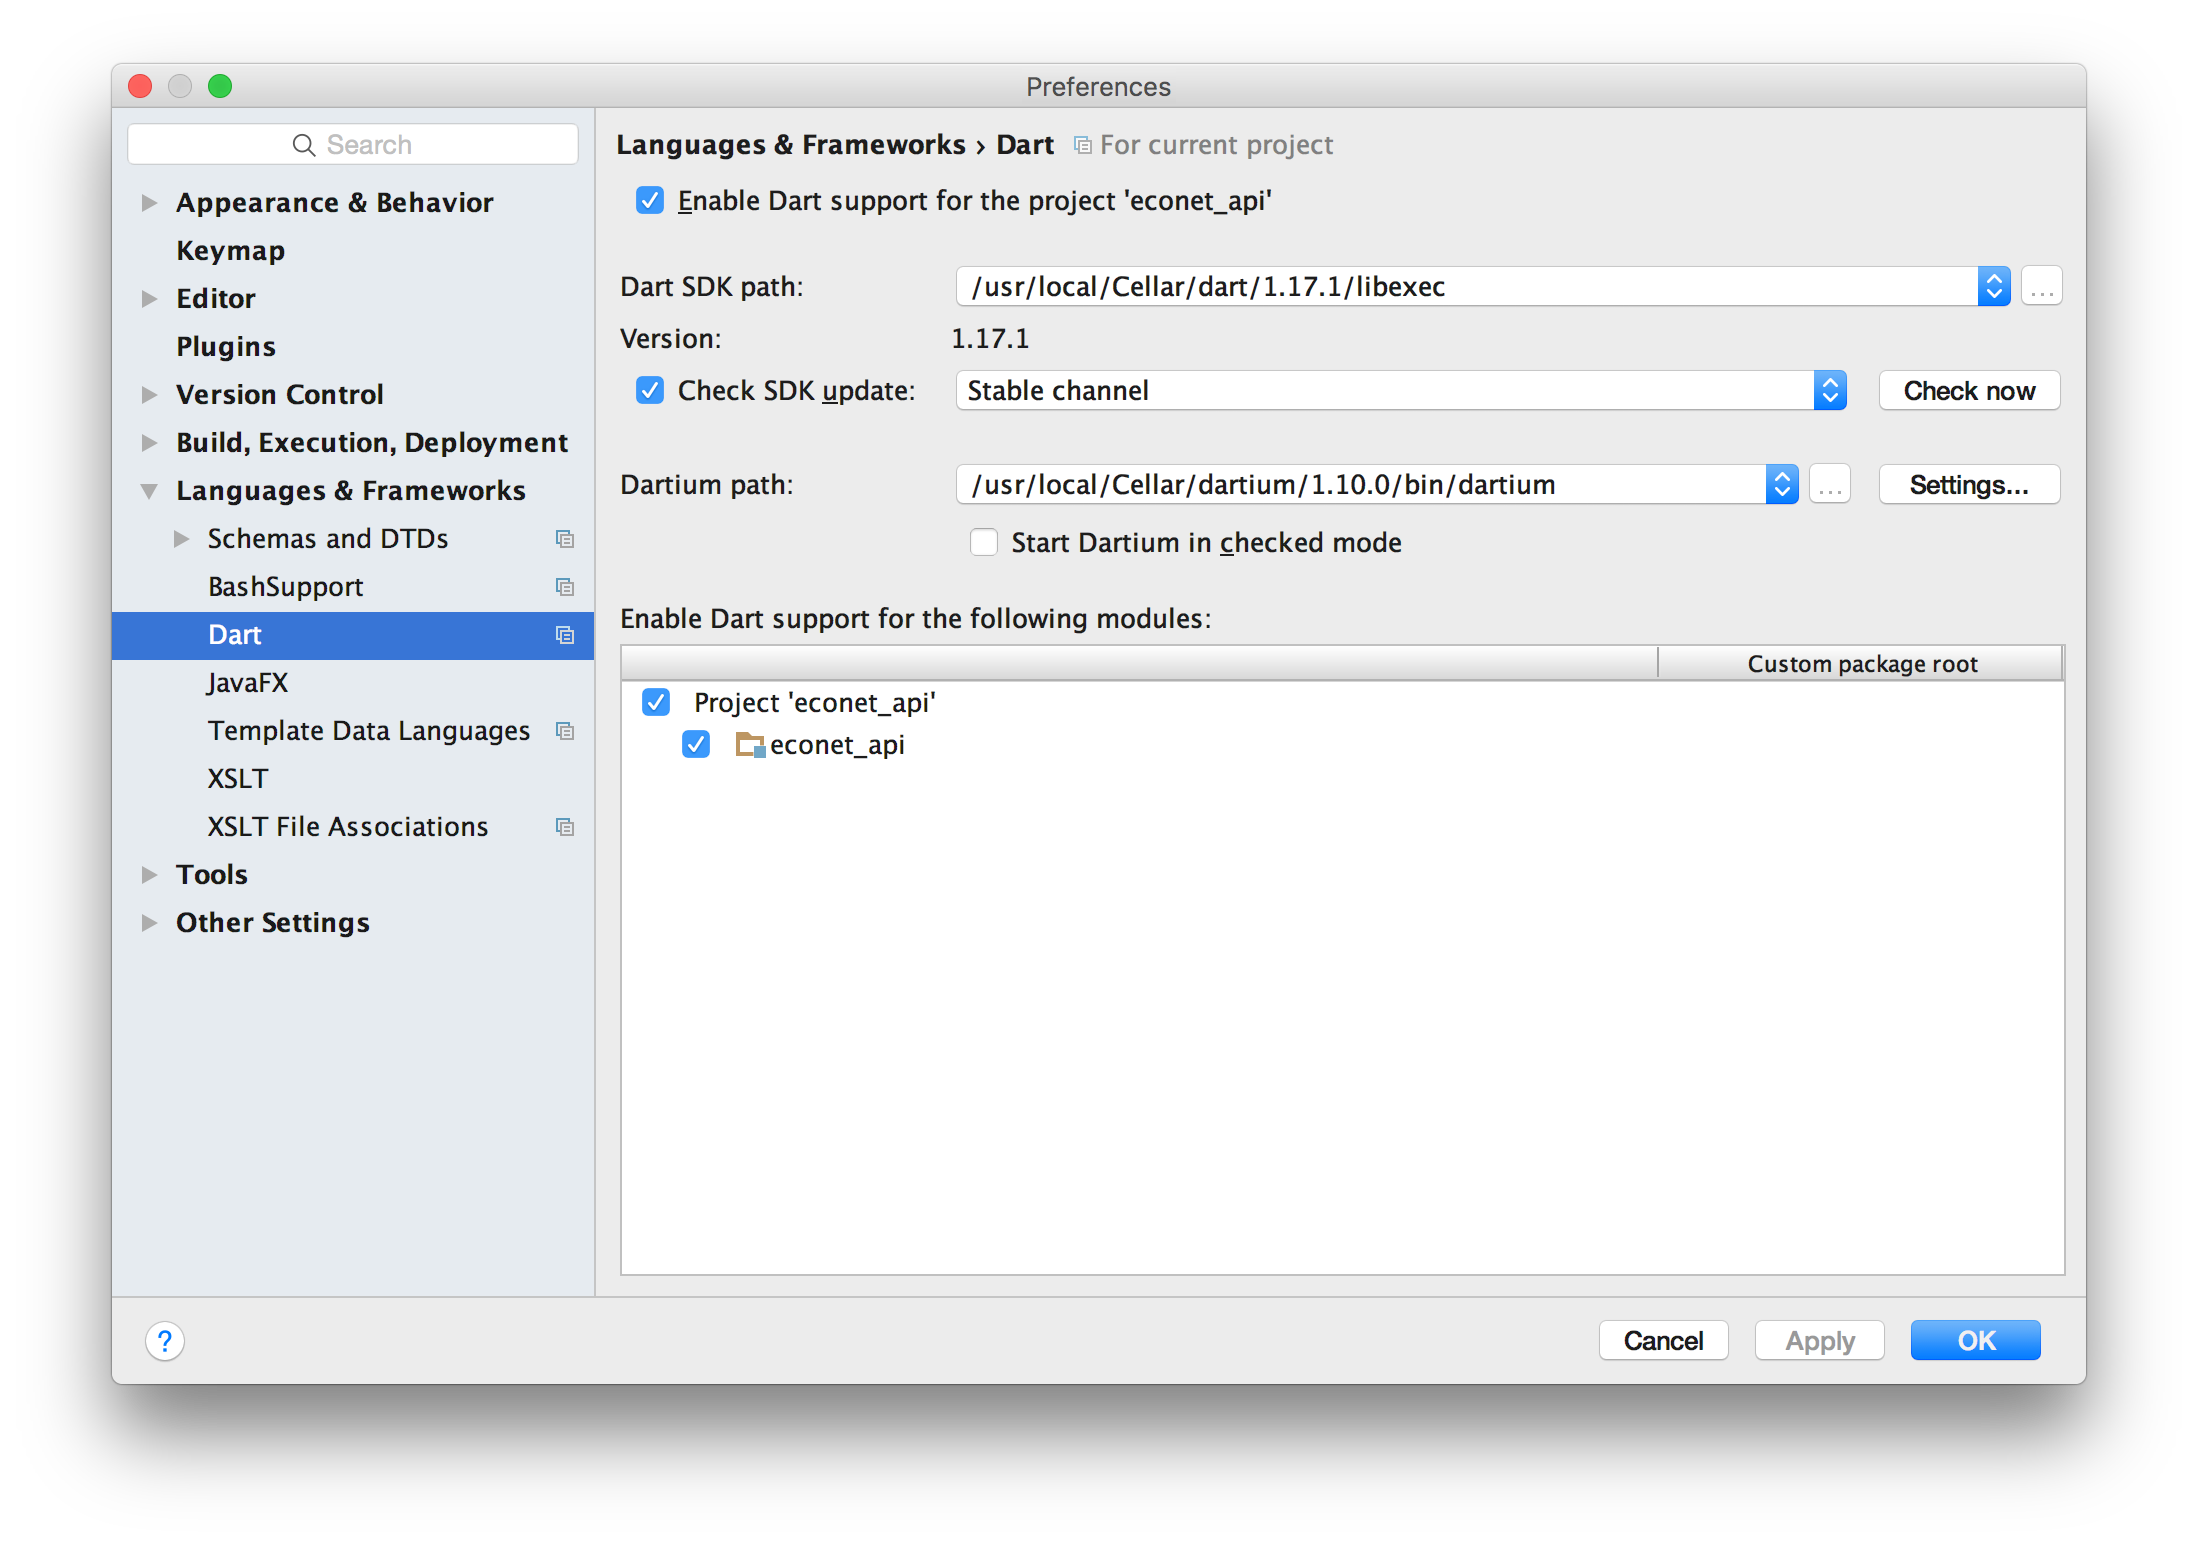 Preferences
Search
Appearance & Behavior
Keymap
Editor
Plugins
Version Control
Build, Execution, Deployment
Languages & Frameworks
Schemas and DTDs
BashSupport
Dart
JavaFX
Template Data Languages
XSLT
XSLT File Associations
Tools
Other Settings
Languages & Frameworks › Dart For current project
Enable Dart support for the project 'econet_api'
Dart SDK path: /usr/local/Cellar/dart/1.17.1/libexec ...
Version: 1.17.1
Check SDK update: Stable channel Check now
Dartium path: /usr/local/Cellar/dartium/1.10.0/bin/dartium ... Settings...
Start Dartium in checked mode
Enable Dart support for the following modules:
Custom package root
Project 'econet_api'
econet_api
? Cancel Apply OK